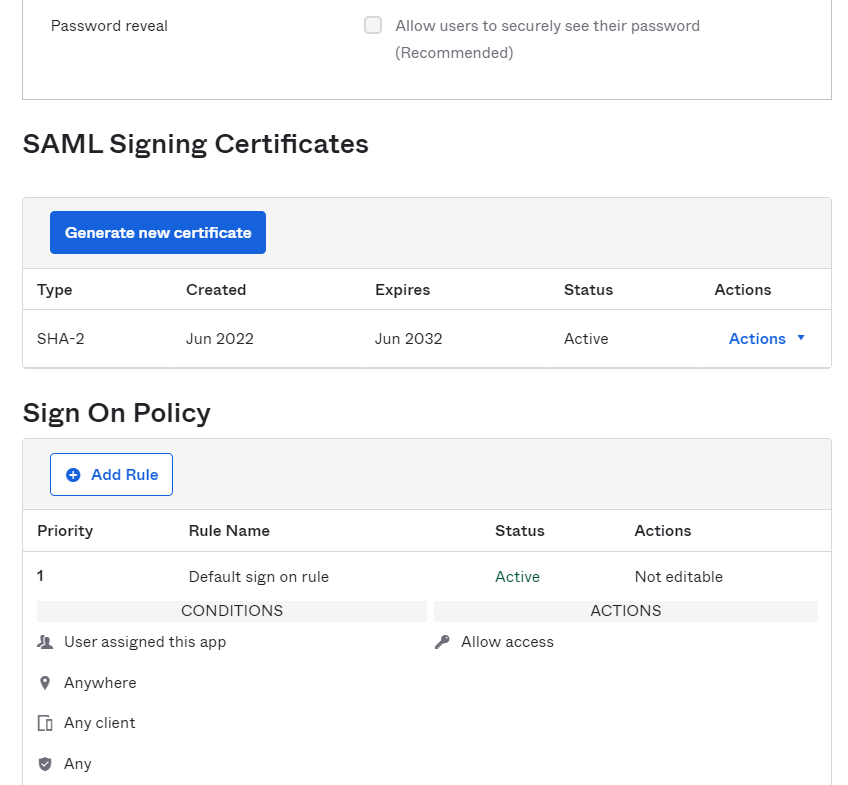 Password reveal
Allow users to securely see their password
(Recommended)
SAML Signing Certificates
Generate new certificate
Type Created Expires Status Actions
SHA-2 Jun 2022 Jun 2032 Active Actions
Sign On Policy
Add Rule
Priority Rule Name Status Actions
1 Default sign on rule Active Not editable
CONDITIONS ACTIONS
User assigned this app Allow access
Anywhere
Any client
Any